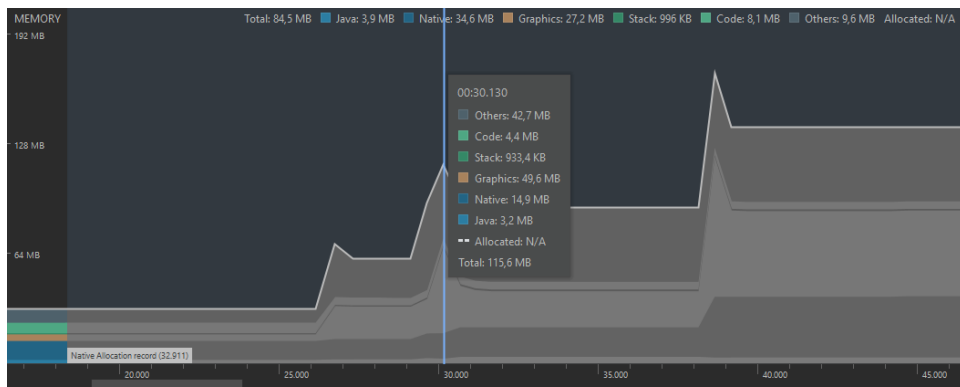 MEMORY Total: 84,5 MB Java: 3,9 MB Native: 34,6 MB Graphics: 27,2 MB Stack: 996 KB Code: 8,1 MB Others: 9,6 MB Allocated: N/A
192 MB
128 MB
64 MB
00:30.130
Others: 42,7 MB
Code: 4,4 MB
Stack: 933,4 KB
Graphics: 49,6 MB
Native: 14,9 MB
Java: 3,2 MB
Allocated: N/A
Total: 115,6 MB
Native Allocation record (32.911)
20.000 25.000 30.000 35.000 40.000 45.000